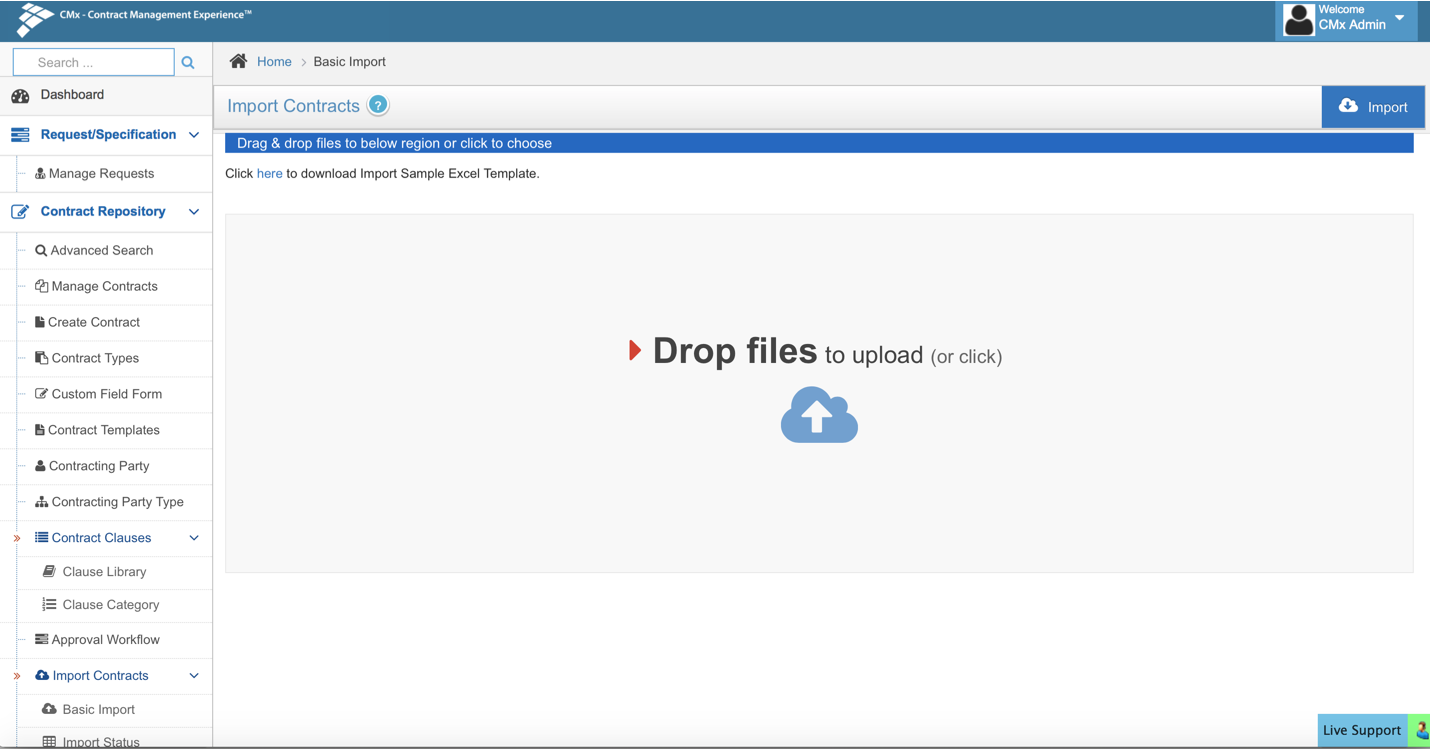 CMx - Contract Management Experience™
Welcome
CMx Admin
Search ...
Home > Basic Import
Dashboard
Import Contracts ?
Import
Request/Specification
Drag & drop files to below region or click to choose
Click here to download Import Sample Excel Template.
Manage Requests
Contract Repository
Advanced Search
Manage Contracts
Create Contract
Contract Types
Custom Field Form
Contract Templates
Contracting Party
Contracting Party Type
Contract Clauses
Clause Library
Clause Category
Approval Workflow
Import Contracts
Basic Import
Import Status
Drop files to upload (or click)
Live Support